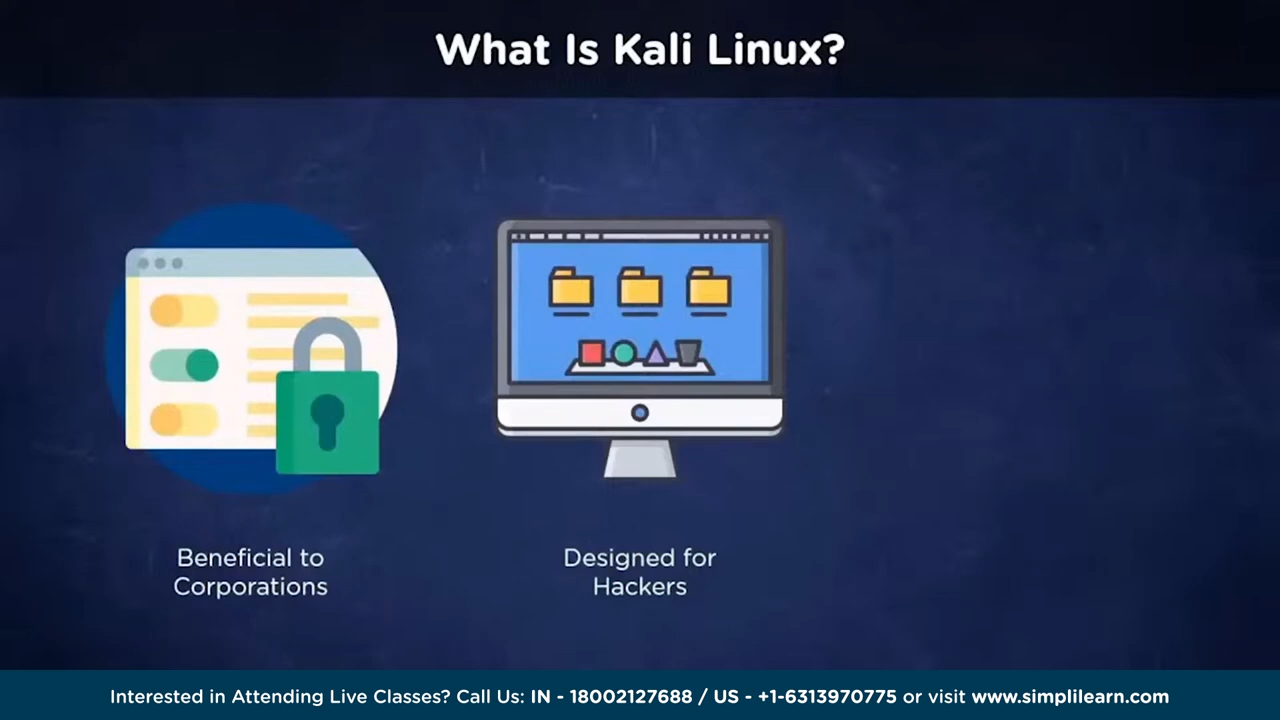 What Is Kali Linux?
Beneficial to
Corporations
Designed for
Hackers
Interested in Attending Live Classes? Call Us: IN - 18002127688 / US - +1-6313970775 or visit www.simplilearn.com